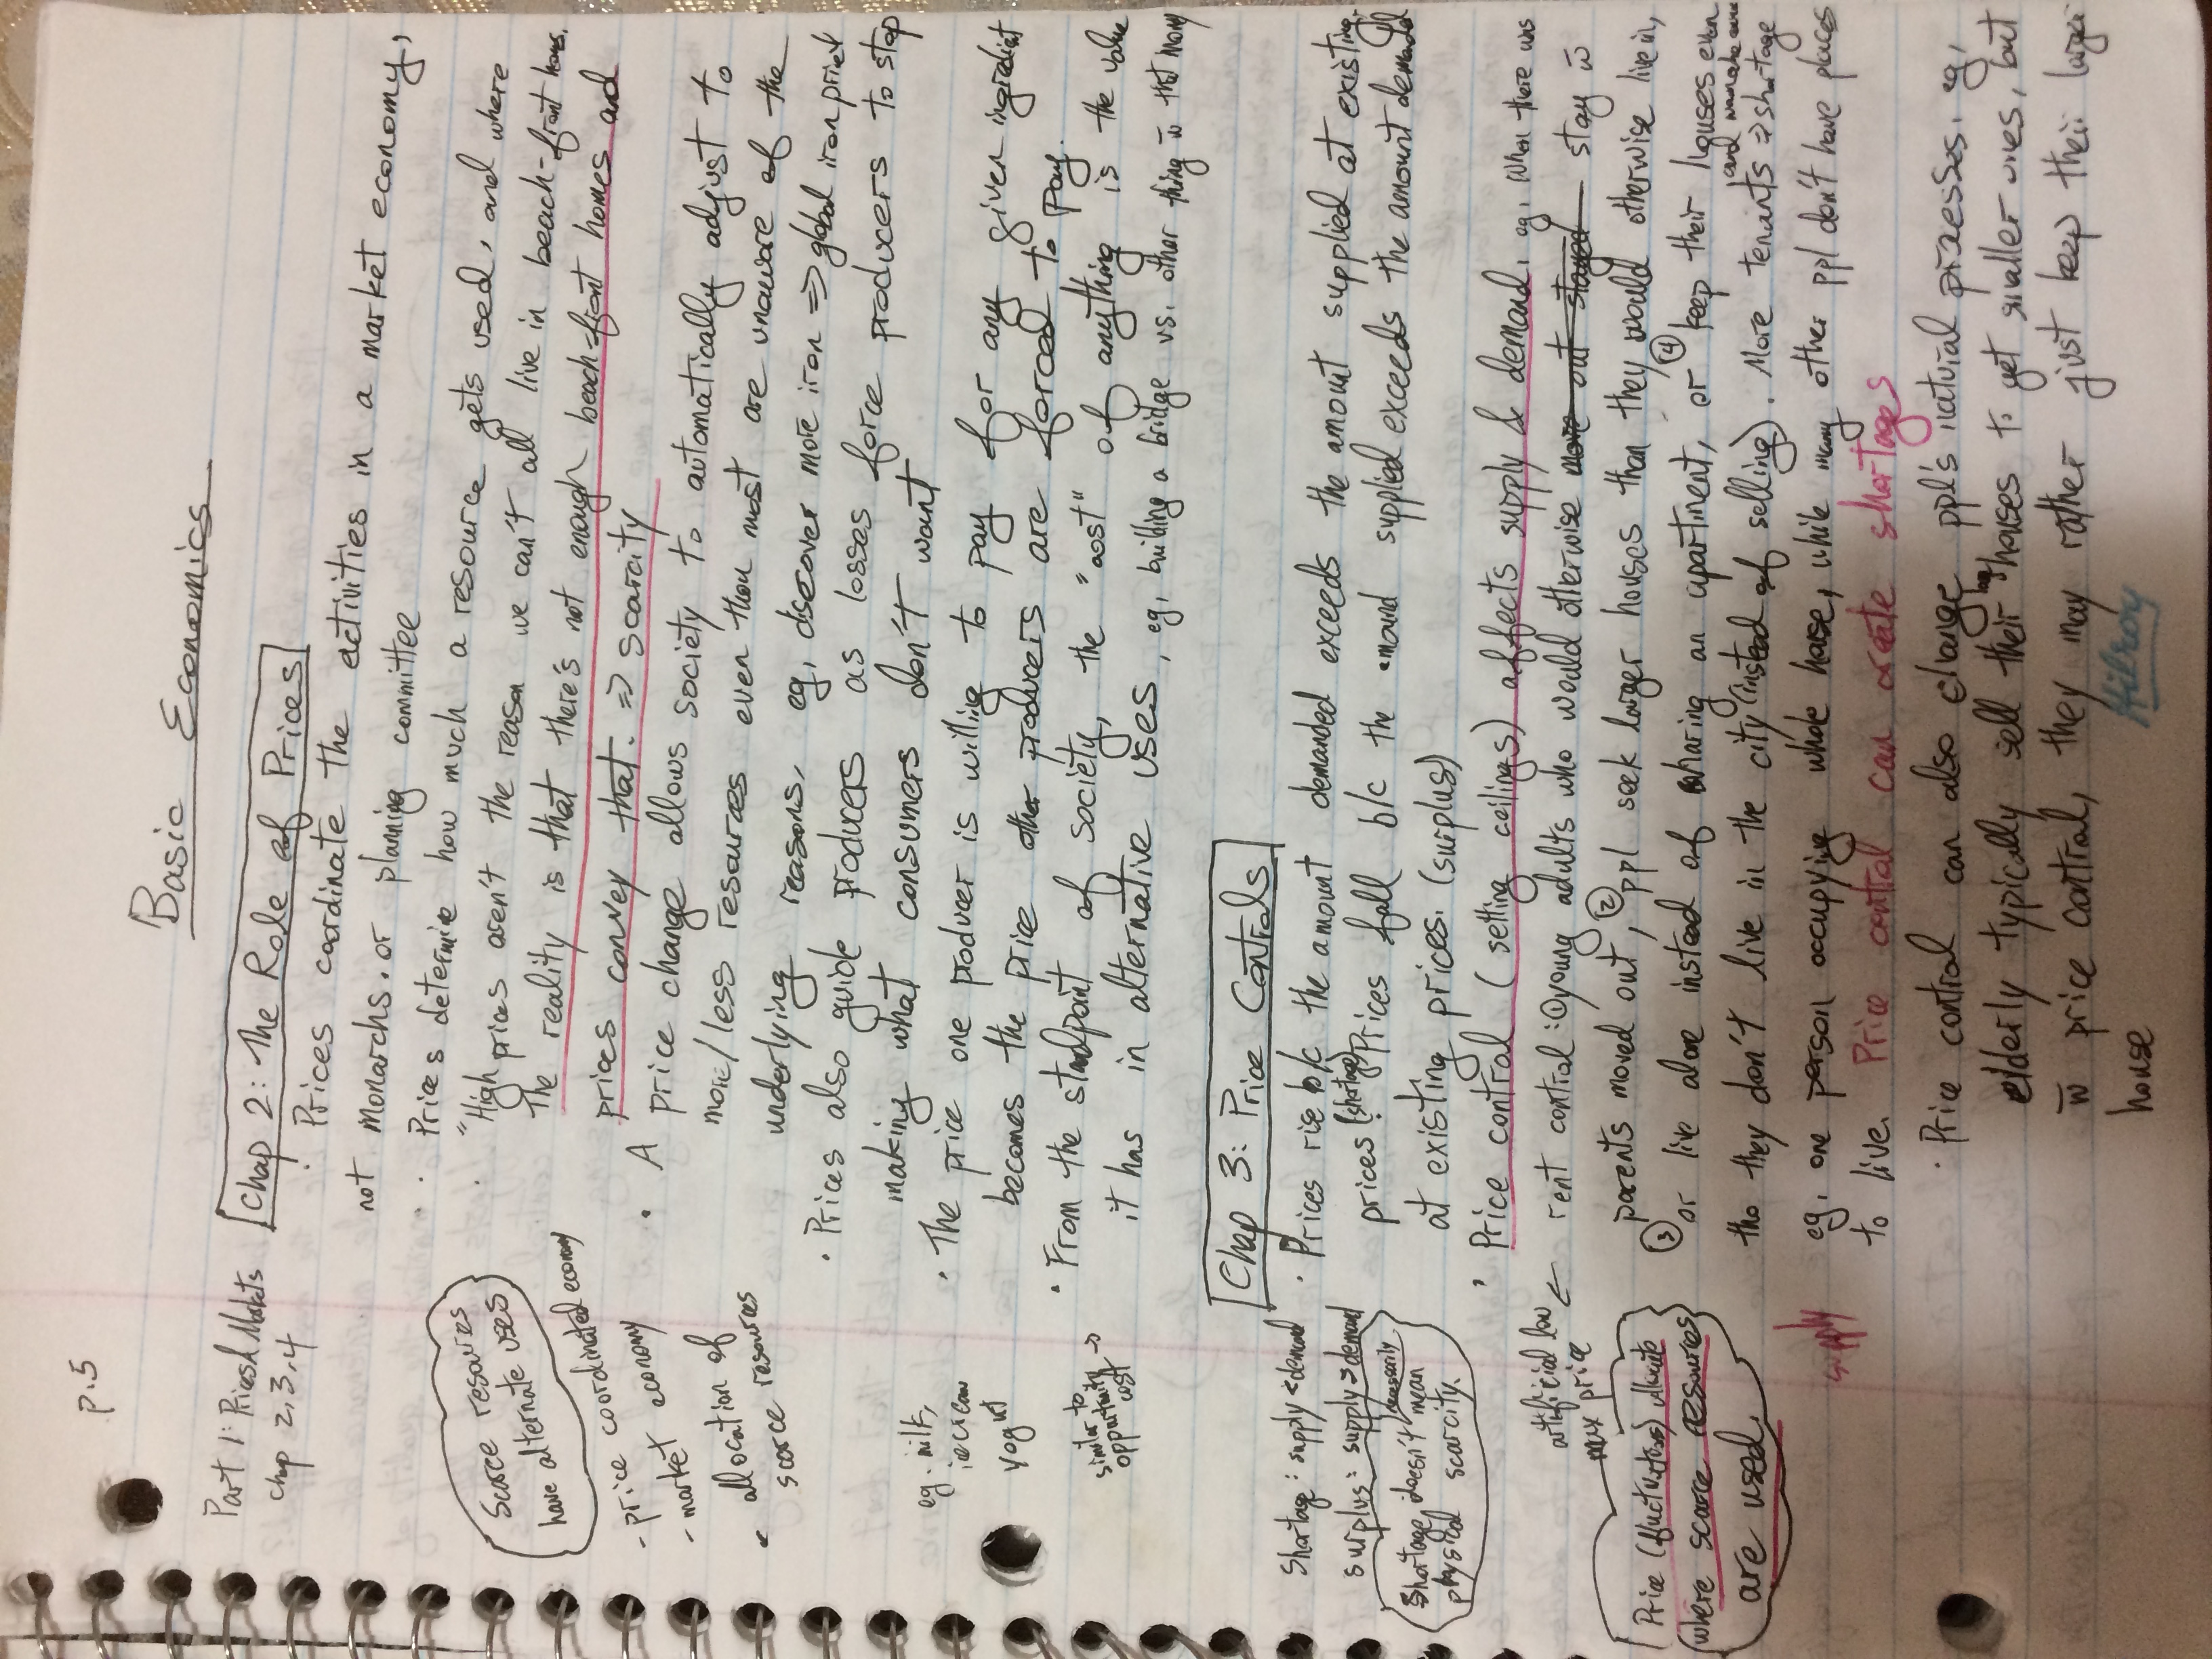 p.5
Basic Economics
Part 1: Prices & Markets
chap 2,3,4
Chap 2: The Role of Prices
· Prices coordinate the activities in a market economy,
not monarchs. or planning committee
· Prices determine how much a resource gets used, and where
· "High prices aren't the reason we can't all live in beach-front homes.
The reality is that there's not enough beach-front homes and
prices convey that. ⇒ scarcity
Scarce resources
have alternate uses
- price coordinated economy
- market economy
- allocation of
scarce resources
· A price change allows society to automatically adjust to
more/less resources even then most are unaware of the
underlying reasons. eg, discover more iron ⇒ global iron price↓
· Prices also guide producers as losses force producers to stop
making what consumers don't want
· The price one producer is willing to pay for any given ingredient
becomes the price other producers are forced to pay.
eg. milk,
icecream
yogurt
· From the standpoint of society, the "cost" of anything is the value
it has in alternative uses, eg, building a bridge vs. other thing w̄ that money
similar to →
opportunity
cost
Chap 3: Price Controls
· Prices rise b/c the amount demanded exceeds the amount supplied at existing
prices (shortage) Prices fall b/c the amound supplied exceeds the amount demanded
at existing prices. (surplus)
Shortage: supply<demand
surplus: supply>demand
Shortage doesn't necessarily
mean
physical scarcity.
· Price control (setting ceilings) affects supply & demand, eg, when there was
rent control: ① young adults who would otherwise move out stayed stay w̄
parents moved out, ② ppl seek larger houses than they would otherwise live in,
③ or live alone instead of sharing an apartment, or ④ keep their houses even
tho they don't live in the city (instead of selling). More tenants ⇒ shortage
eg, one person occupying whole house, while many other ppl don't have places
to live. Price control can create shortages
artificial low ←
max price
Price (fluctuations) allocate
where scarce resources
are used.
supply
· Price control can also change ppl's natural processes. eg,
elderly typically sell their big houses to get smaller ones, but
w̄ price control, they may rather just keep their larger
house
Hilroy